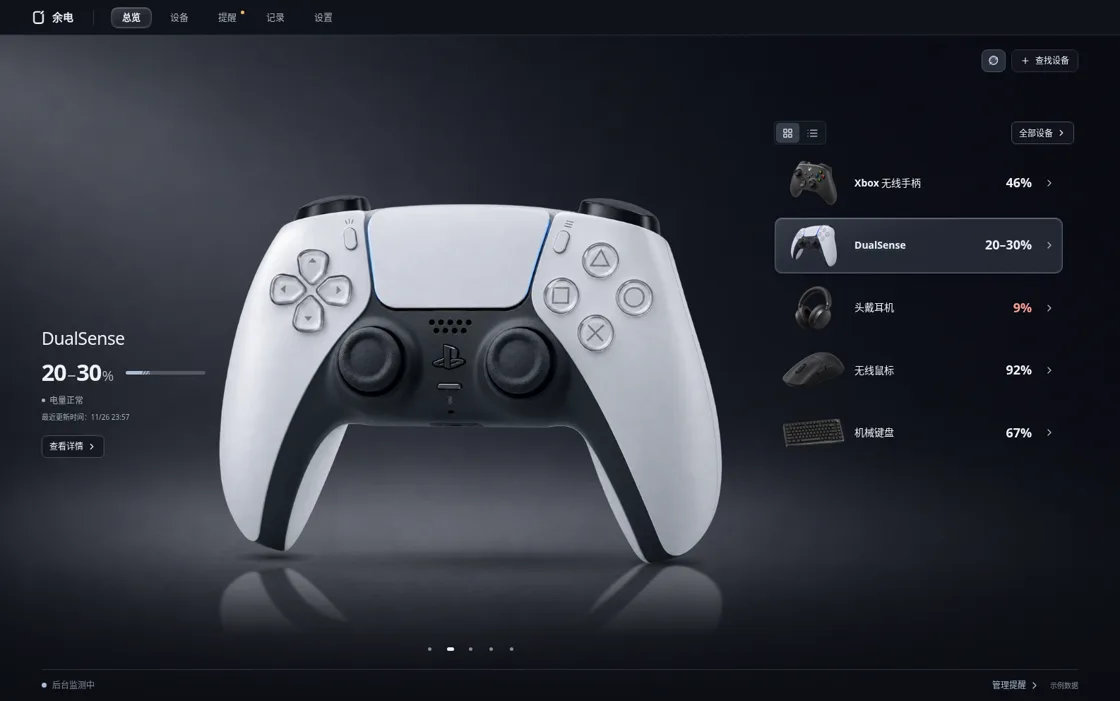 余电
总览
设备
提醒
记录
设置
查找设备
全部设备
Xbox 无线手柄
46%
DualSense
20–30%
头戴耳机
9%
无线鼠标
92%
机械键盘
67%
DualSense
20–30%
电量正常
最近更新时间：11/26 23:57
查看详情
后台监测中
管理提醒
示例数据